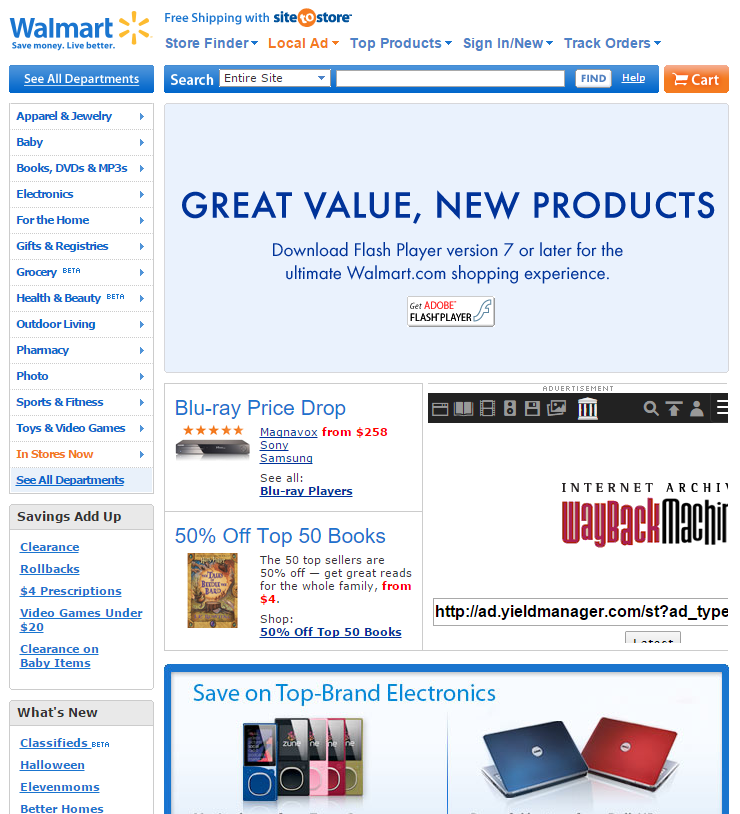 Walmart
Save money. Live better.
Free Shipping with site to store
Store Finder Local Ad Top Products Sign In/New Track Orders
See All Departments
Search Entire Site FIND Help Cart
Apparel & Jewelry
Baby
Books, DVDs & MP3s
Electronics
For the Home
Gifts & Registries
Grocery BETA
Health & Beauty BETA
Outdoor Living
Pharmacy
Photo
Sports & Fitness
Toys & Video Games
In Stores Now
See All Departments
Savings Add Up
Clearance
Rollbacks
$4 Prescriptions
Video Games Under
$20
Clearance on
Baby Items
What's New
Classifieds BETA
Halloween
Elevenmoms
Better Homes
GREAT VALUE, NEW PRODUCTS
Download Flash Player version 7 or later for the
ultimate Walmart.com shopping experience.
Get ADOBE
FLASH PLAYER
Blu-ray Price Drop
Magnavox from $258
Sony
Samsung
See all:
Blu-ray Players
50% Off Top 50 Books
The 50 top sellers are
50% off — get great reads
for the whole family, from
$4.
Shop:
50% Off Top 50 Books
ADVERTISEMENT
INTERNET ARCHIV
WayBackMachin
http://ad.yieldmanager.com/st?ad_type
Latest
Save on Top-Brand Electronics
zune